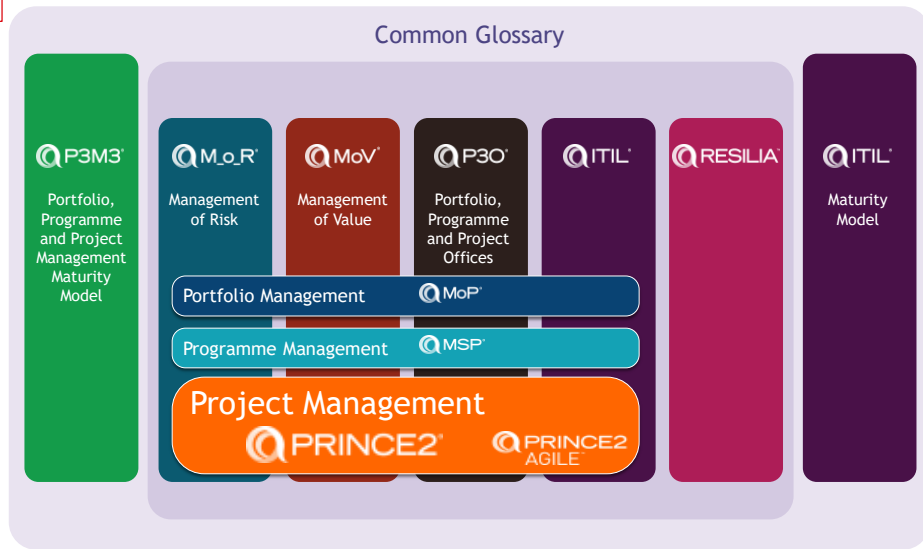 Common Glossary
P3M3®
Portfolio,
Programme
and Project
Management
Maturity
Model
M_o_R®
Management
of Risk
MoV®
Management
of Value
P3O®
Portfolio,
Programme
and Project
Offices
ITIL®
RESILIA™
ITIL®
Maturity
Model
Portfolio Management
MoP®
Programme Management
MSP®
Project Management
PRINCE2®
PRINCE2
AGILE™